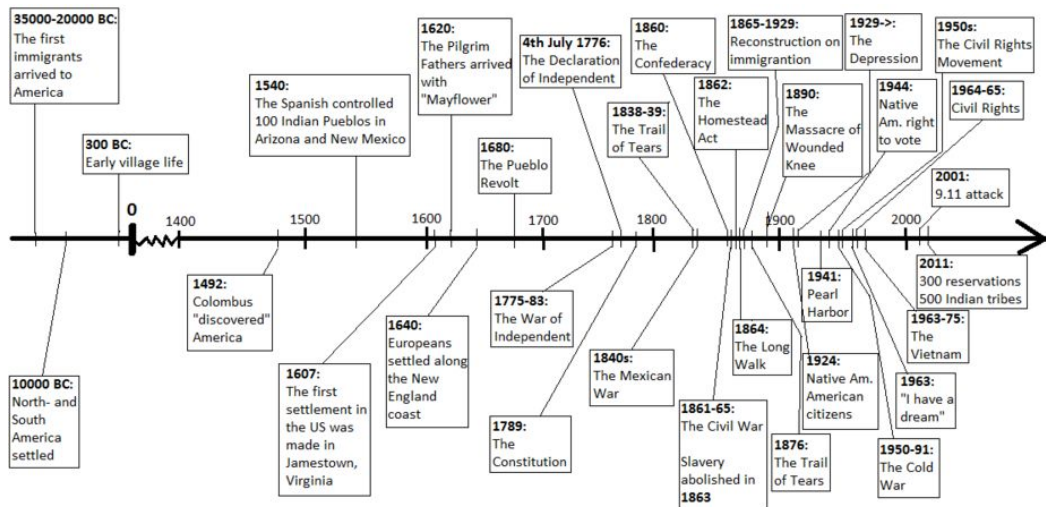 35000-20000 BC:
The first
immigrants
arrived to
America
300 BC:
Early village life
1540:
The Spanish controlled
100 Indian Pueblos in
Arizona and New Mexico
1620:
The Pilgrim
Fathers arrived
with
"Mayflower"
1680:
The Pueblo
Revolt
4th July 1776:
The Declaration
of Independent
1838-39:
The Trail
of Tears
1860:
The
Confederacy
1862:
The
Homestead
Act
1865-1929:
Reconstruction on
immigrantion
1890:
The
Massacre of
Wounded
Knee
1929->:
The
Depression
1944:
Native
Am. right
to vote
1950s:
The Civil Rights
Movement
1964-65:
Civil Rights
2001:
9.11 attack
0
1400
1500
1600
1700
1800
1900
2000
10000 BC:
North- and
South
America
settled
1492:
Colombus
"discovered"
America
1607:
The first
settlement in
the US was
made in
Jamestown,
Virginia
1640:
Europeans
settled along
the New
England
coast
1775-83:
The War of
Independent
1789:
The
Constitution
1840s:
The Mexican
War
1861-65:
The Civil War
Slavery
abolished in
1863
1864:
The Long
Walk
1876:
The Trail
of Tears
1941:
Pearl
Harbor
1924:
Native Am.
American
citizens
1950-91:
The Cold
War
1963:
"I have a
dream"
1963-75:
The
Vietnam
2011:
300 reservations
500 Indian tribes